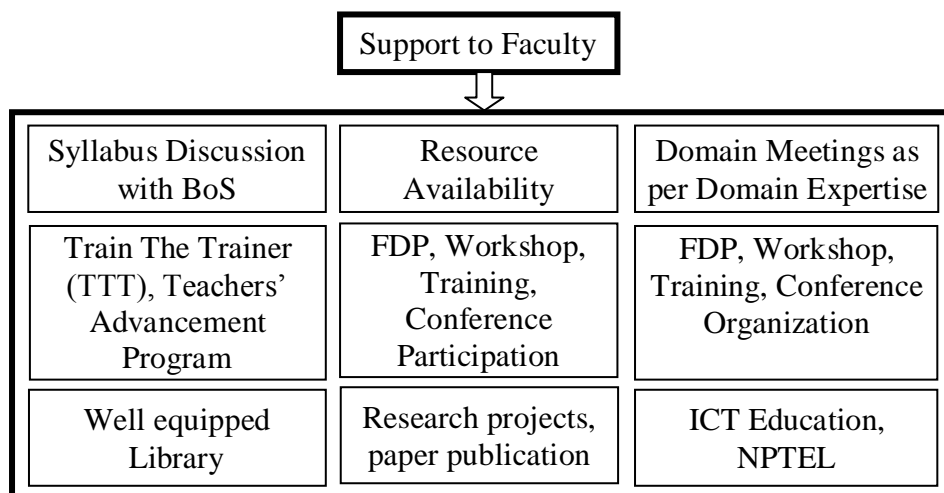 Support to Faculty
Syllabus Discussion
with BoS
Resource
Availability
Domain Meetings as
per Domain Expertise
Train The Trainer
(TTT), Teachers’
Advancement
Program
FDP, Workshop,
Training,
Conference
Participation
FDP, Workshop,
Training, Conference
Organization
Well equipped
Library
Research projects,
paper publication
ICT Education,
NPTEL